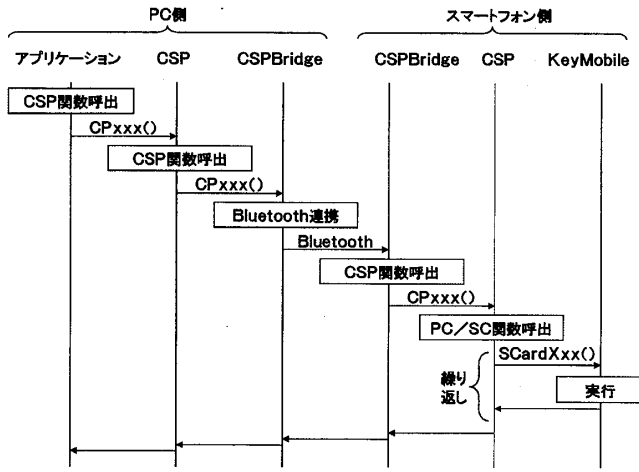 PC側 スマートフォン側
アプリケーション CSP CSPBridge CSPBridge CSP KeyMobile
CSP関数呼出
CPxxx()
CSP関数呼出
CPxxx()
Bluetooth連携
Bluetooth
CSP関数呼出
CPxxx()
PC/SC関数呼出
SCardXxx()
繰り
返し
実行